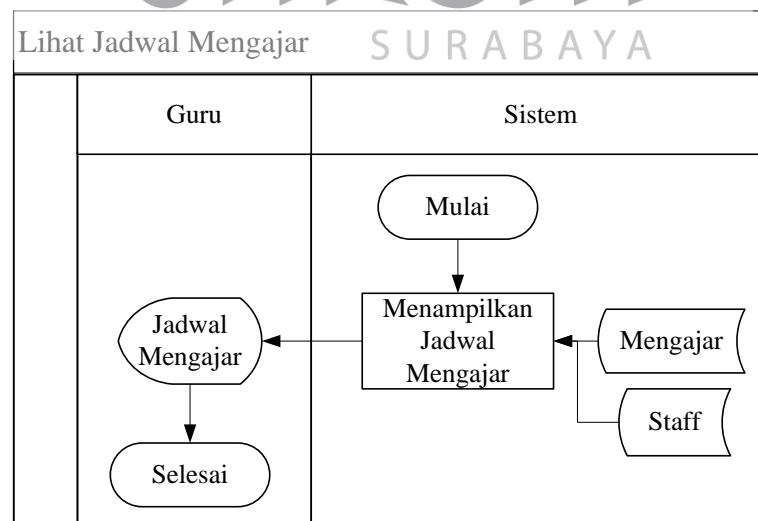 Lihat Jadwal Mengajar
SURABAYA
Guru
Sistem
Mulai
Menampilkan
Jadwal
Mengajar
Jadwal
Mengajar
Mengajar
Staff
Selesai